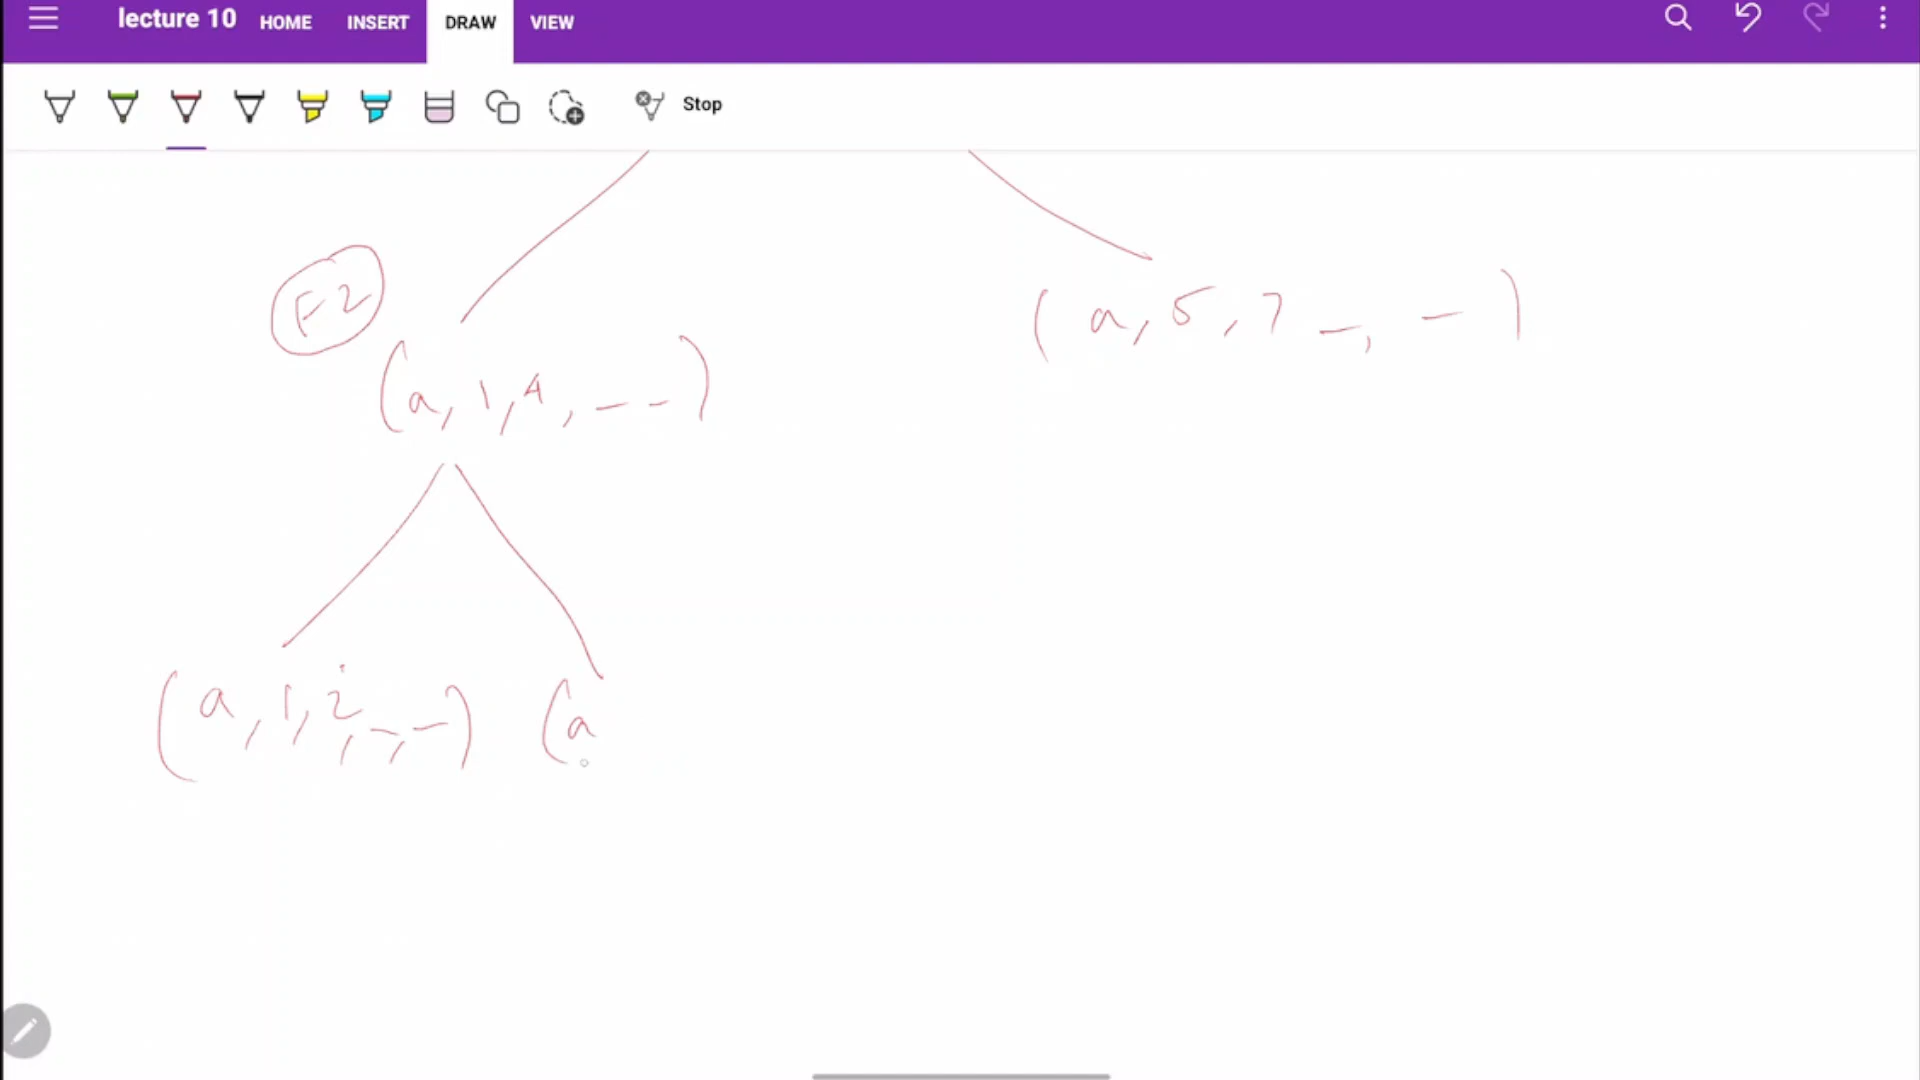 lecture 10 HOME INSERT DRAW VIEW
Stop
F2
(a, 5, 7 _, _)
(a, 1, 4, _ _)
(a, 1, 2, -, -) (a